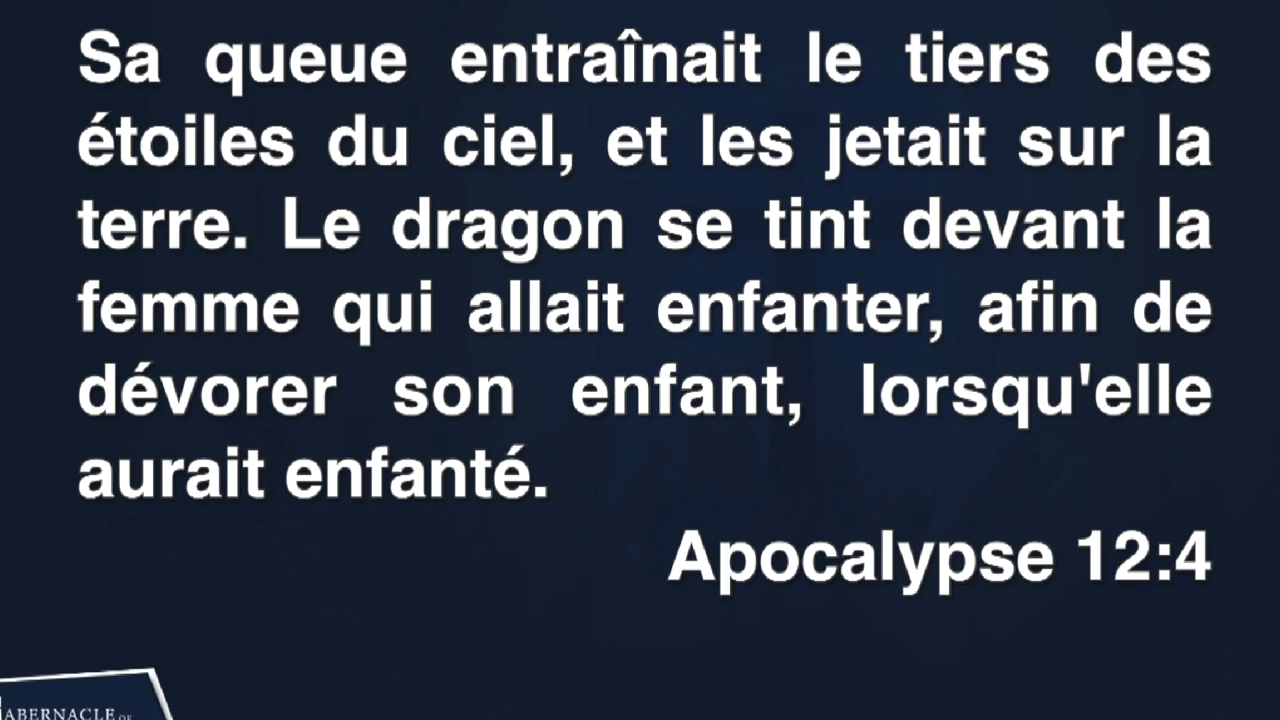 Sa queue entraînait le tiers des
étoiles du ciel, et les jetait sur la
terre. Le dragon se tint devant la
femme qui allait enfanter, afin de
dévorer son enfant, lorsqu'elle
aurait enfanté.
Apocalypse 12:4
ABERNACLE OF